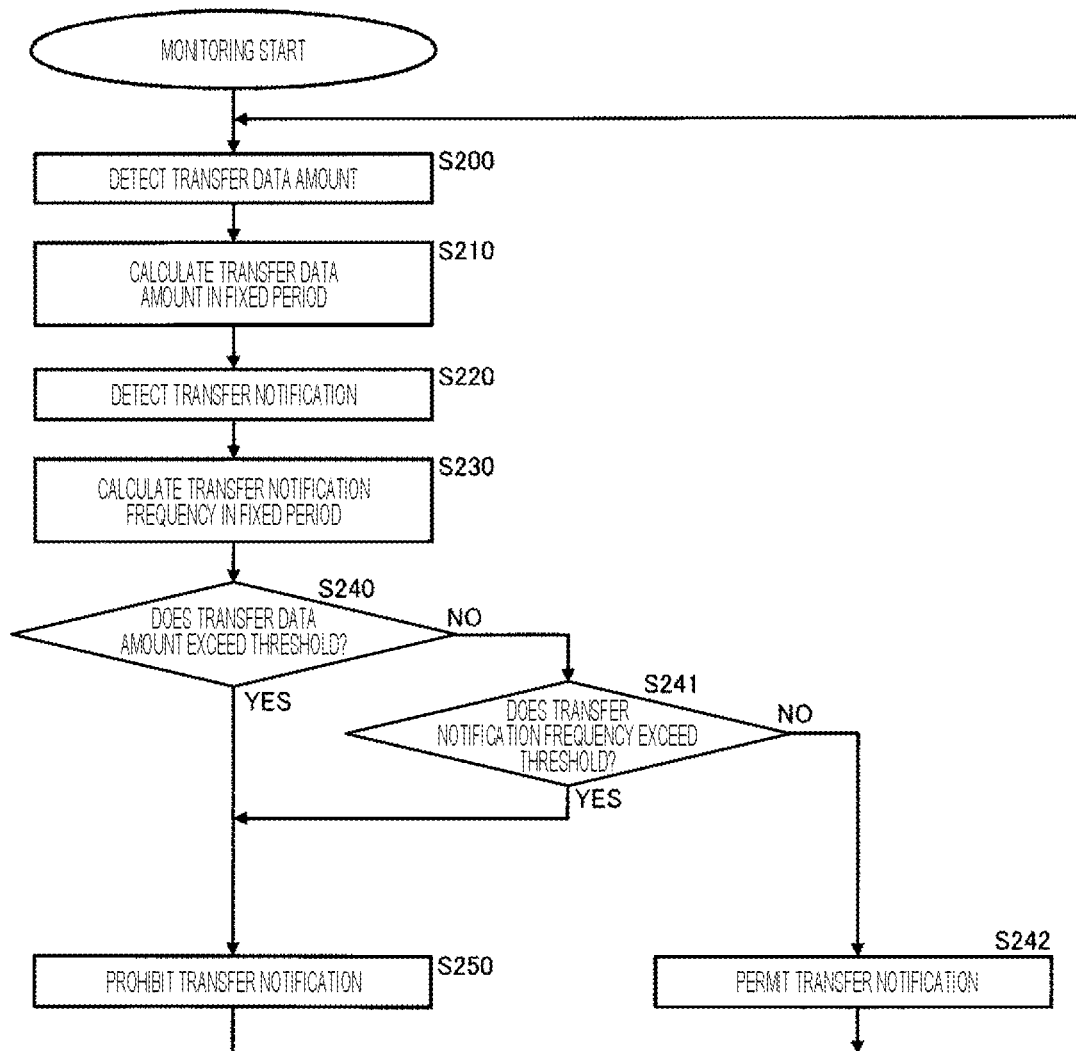 MONITORING START
DETECT TRANSFER DATA AMOUNT
S200
CALCULATE TRANSFER DATA
AMOUNT IN FIXED PERIOD
S210
DETECT TRANSFER NOTIFICATION
S220
CALCULATE TRANSFER NOTIFICATION
FREQUENCY IN FIXED PERIOD
S230
S240
DOES TRANSFER DATA
AMOUNT EXCEED THRESHOLD?
NO
YES
S241
DOES TRANSFER
NOTIFICATION FREQUENCY EXCEED
THRESHOLD?
NO
YES
PROHIBIT TRANSFER NOTIFICATION
S250
S242
PERMIT TRANSFER NOTIFICATION